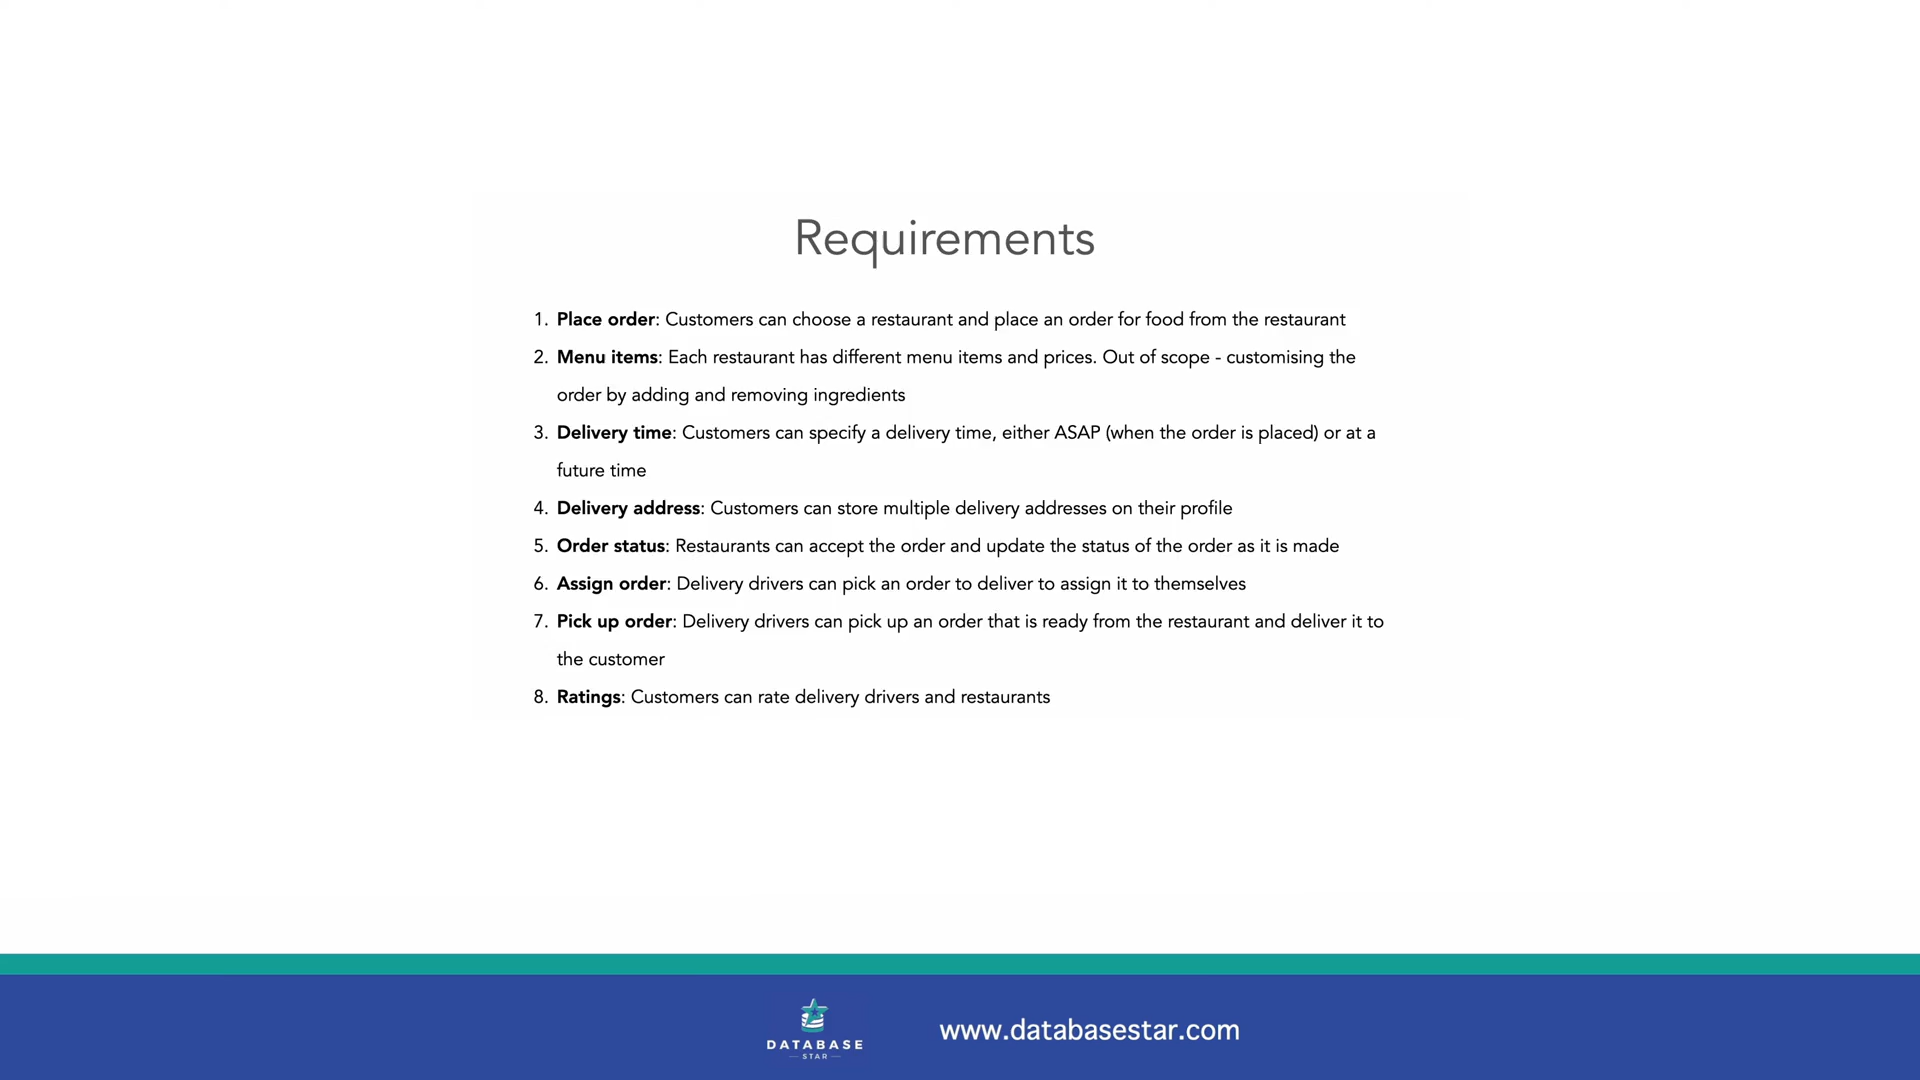 Requirements
1. Place order: Customers can choose a restaurant and place an order for food from the restaurant
2. Menu items: Each restaurant has different menu items and prices. Out of scope - customising the
order by adding and removing ingredients
3. Delivery time: Customers can specify a delivery time, either ASAP (when the order is placed) or at a
future time
4. Delivery address: Customers can store multiple delivery addresses on their profile
5. Order status: Restaurants can accept the order and update the status of the order as it is made
6. Assign order: Delivery drivers can pick an order to deliver to assign it to themselves
7. Pick up order: Delivery drivers can pick up an order that is ready from the restaurant and deliver it to
the customer
8. Ratings: Customers can rate delivery drivers and restaurants
DATABASE
STAR
www.databasestar.com